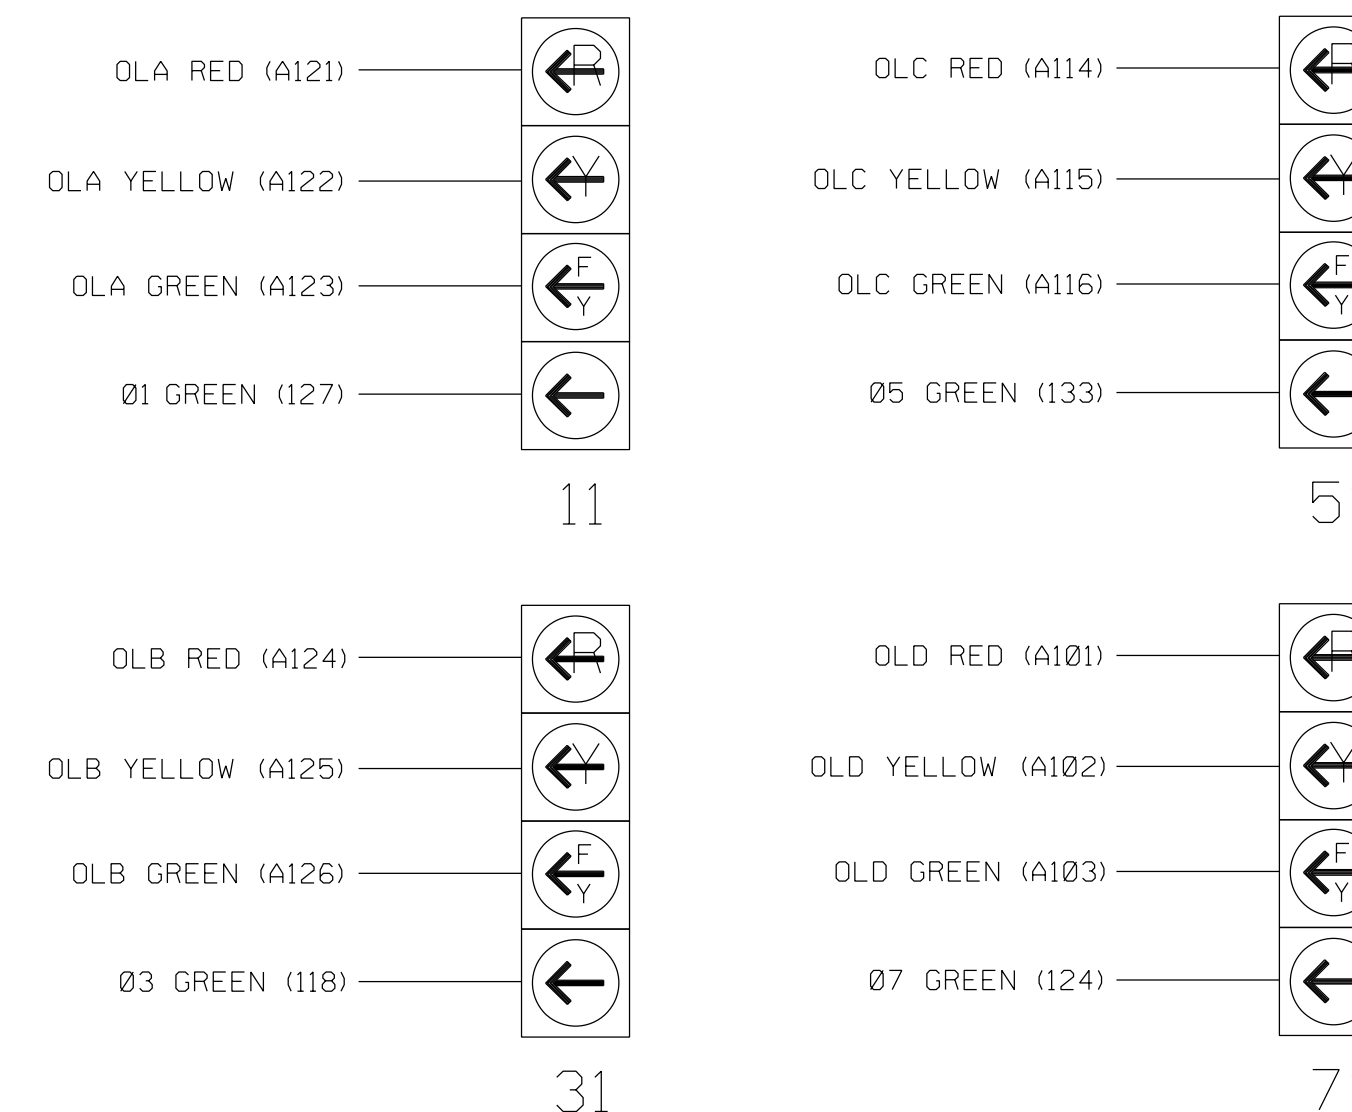 OLA RED (A121)
R
OLA YELLOW (A122)
Y
OLA GREEN (A123)
F
Y
Ø1 GREEN (127)
11
OLC RED (A114)
OLC YELLOW (A115)
Y
OLC GREEN (A116)
F
Y
Ø5 GREEN (133)
5
OLB RED (A124)
R
OLB YELLOW (A125)
Y
OLB GREEN (A126)
F
Y
Ø3 GREEN (118)
31
OLD RED (A1Ø1)
OLD YELLOW (A1Ø2)
Y
OLD GREEN (A1Ø3)
F
Y
Ø7 GREEN (124)
7